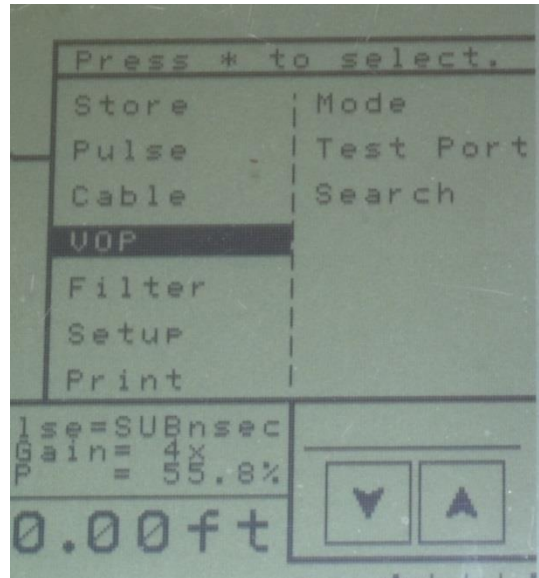 Press * to select.
Store
Pulse
Cable
VOP
Filter
Setup
Print
Mode
Test Port
Search
lse=SUBnsec
Gain= 4x
P = 55.8%
0.00ft